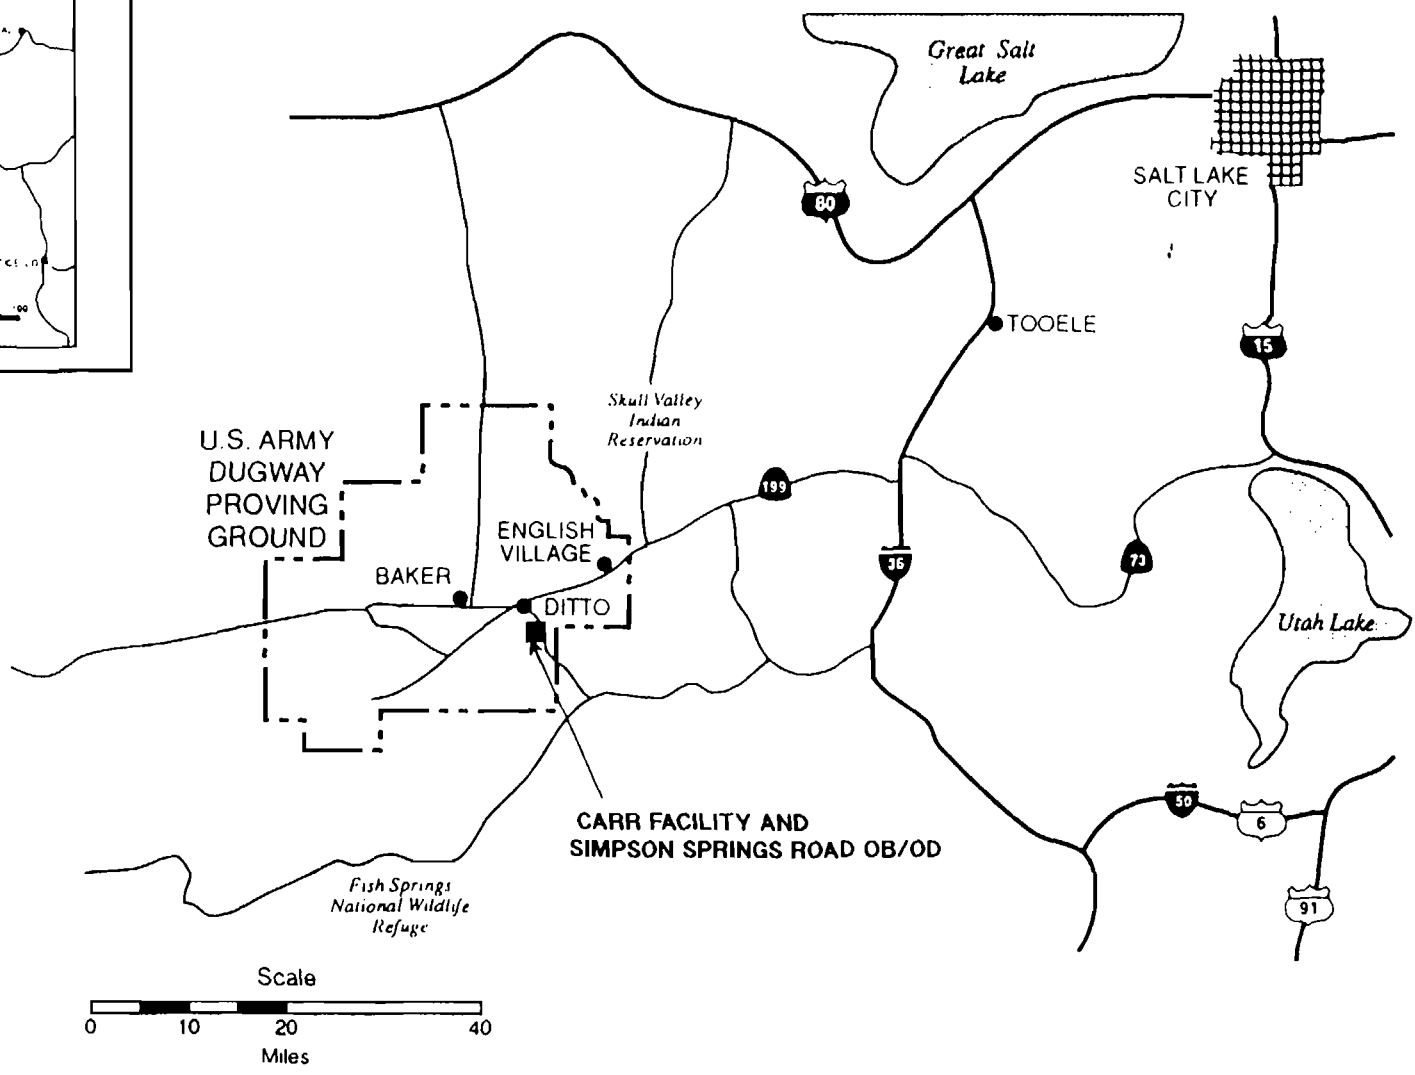 Great Salt
Lake
SALT LAKE
CITY
80
TOOELE
15
Skull Valley
Indian
Reservation
U.S. ARMY
DUGWAY
PROVING
GROUND
199
ENGLISH
VILLAGE
BAKER
DITTO
36
73
Utah Lake
50
6
91
CARR FACILITY AND
SIMPSON SPRINGS ROAD OB/OD
Fish Springs
National Wildlife
Refuge
Scale
0 10 20 40
Miles